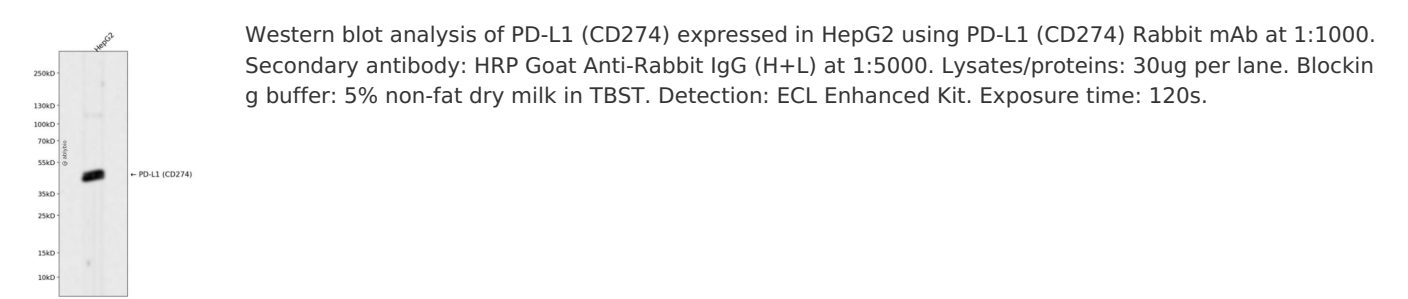 HepG2
250kD
130kD
100kD
70kD
55kD
35kD
25kD
15kD
10kD
@ ablybio
← PD-L1 (CD274)
Western blot analysis of PD-L1 (CD274) expressed in HepG2 using PD-L1 (CD274) Rabbit mAb at 1:1000.
Secondary antibody: HRP Goat Anti-Rabbit IgG (H+L) at 1:5000. Lysates/proteins: 30ug per lane. Blockin
g buffer: 5% non-fat dry milk in TBST. Detection: ECL Enhanced Kit. Exposure time: 120s.